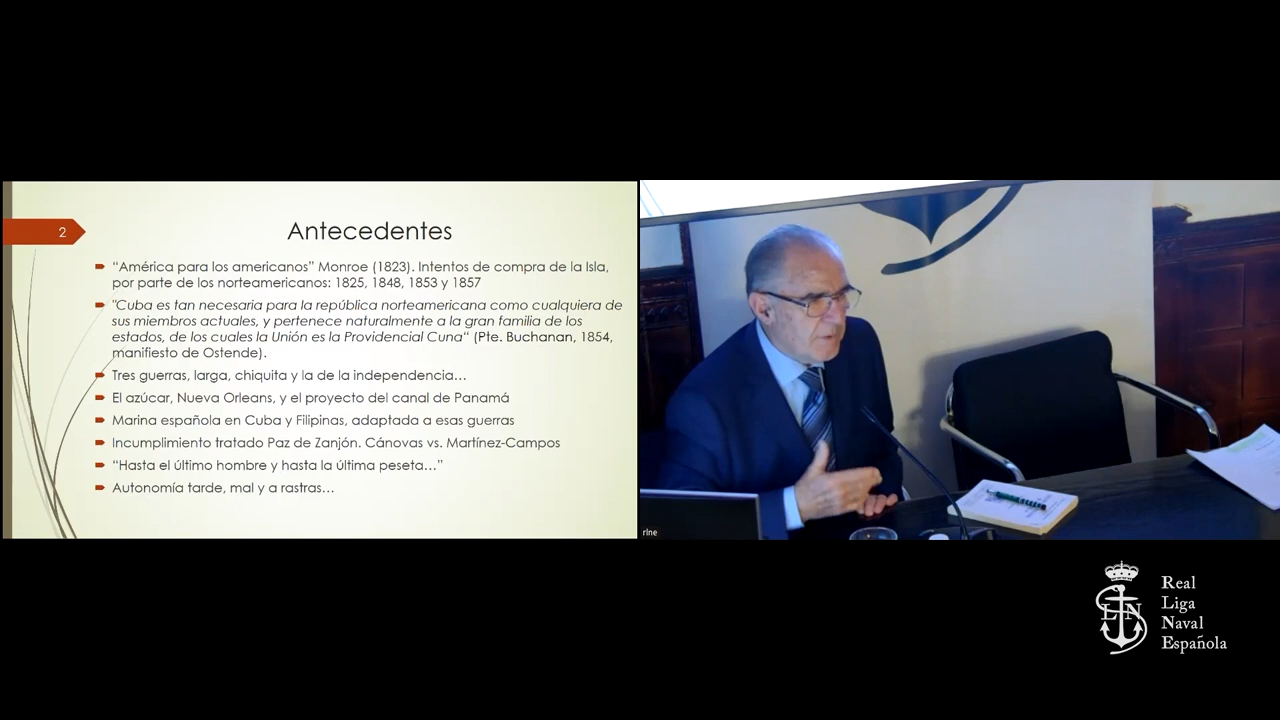 2
Antecedentes
“América para los americanos” Monroe (1823). Intentos de compra de la Isla,
por parte de los norteamericanos: 1825, 1848, 1853 y 1857
"Cuba es tan necesaria para la república norteamericana como cualquiera de
sus miembros actuales, y pertenece naturalmente a la gran familia de los
estados, de los cuales la Unión es la Providencial Cuna“ (Pte. Buchanan, 1854,
manifiesto de Ostende).
Tres guerras, larga, chiquita y la de la independencia…
El azúcar, Nueva Orleans, y el proyecto del canal de Panamá
Marina española en Cuba y Filipinas, adaptada a esas guerras
Incumplimiento tratado Paz de Zanjón. Cánovas vs. Martínez-Campos
“Hasta el último hombre y hasta la última peseta…”
Autonomía tarde, mal y a rastras…
rlne
LN
Real
Liga
Naval
Española